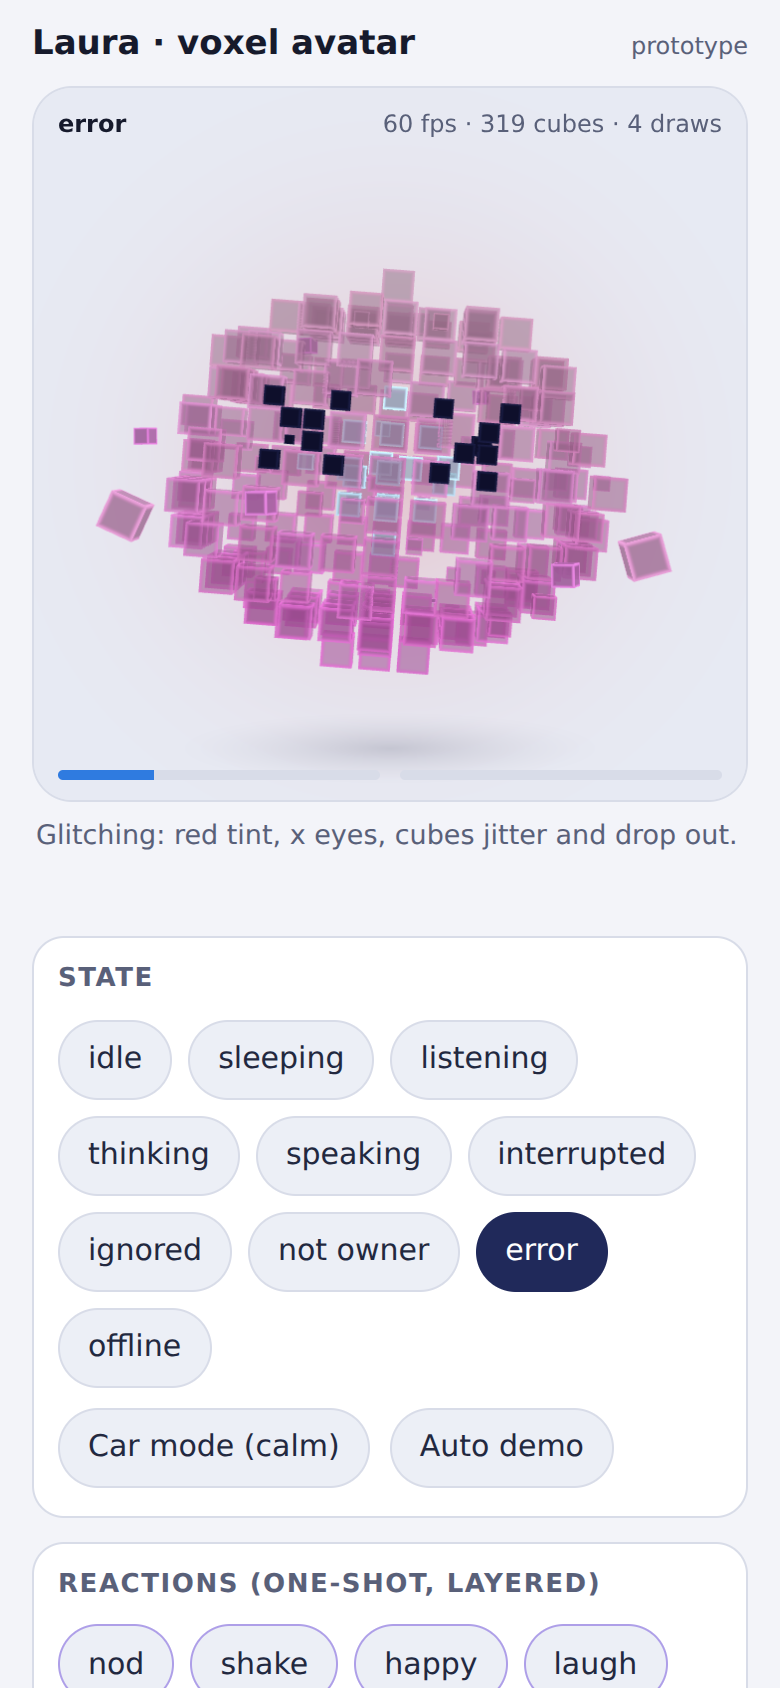 Laura · voxel avatar
prototype
error
60 fps · 319 cubes · 4 draws
Glitching: red tint, x eyes, cubes jitter and drop out.
STATE
idle
sleeping
listening
thinking
speaking
interrupted
ignored
not owner
error
offline
Car mode (calm)
Auto demo
REACTIONS (ONE-SHOT, LAYERED)
nod
shake
happy
laugh